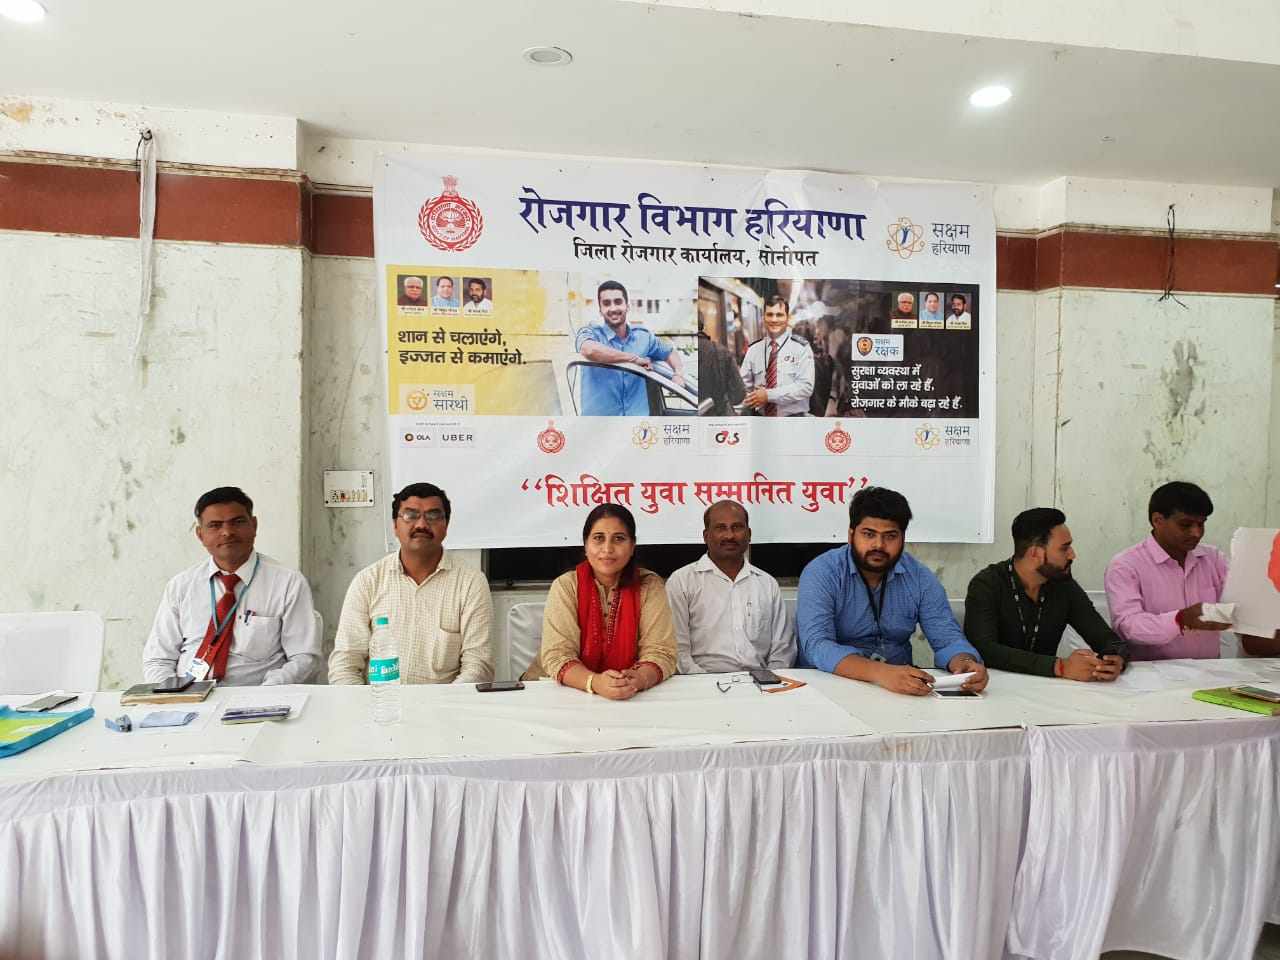 रोजगार विभाग हरियाणा
जिला रोजगार कार्यालय, सोनीपत
सक्षम
हरियाणा
शान से चलाएंगे,
इज्जत से कमाएंगे.
सक्षम
सारथी
OLA UBER
सक्षम
हरियाणा
सक्षम
रक्षक
सुरक्षा व्यवस्था में
युवाओं को ला रहे हैं,
रोज़गार के मौके बढ़ा रहे हैं.
G4S
सक्षम
हरियाणा
“शिक्षित युवा सम्मानित युवा”